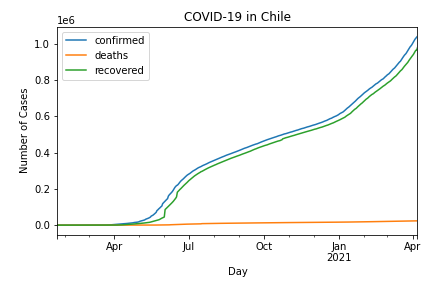 COVID-19 in Chile
1e6
confirmed
deaths
recovered
1.0
0.8
0.6
0.4
0.2
0.0
Number of Cases
Apr
Jul
Oct
Jan
2021
Apr
Day